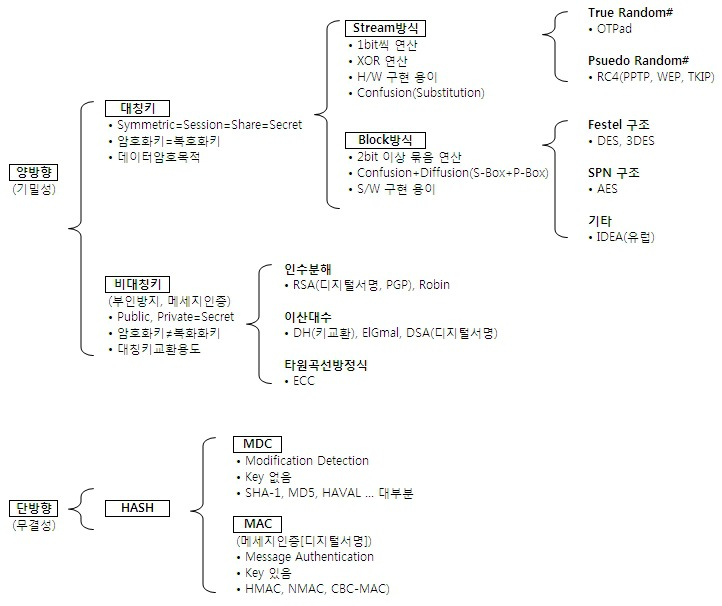 양방향
(기밀성)
대칭키
• Symmetric=Session=Share=Secret
• 암호화키=복호화키
• 데이터암호목적
Stream방식
• 1bit씩 연산
• XOR 연산
• H/W 구현 용이
• Confusion(Substitution)
True Random#
• OTPad
Psuedo Random#
• RC4(PPTP, WEP, TKIP)
Block방식
• 2bit 이상 묶음 연산
• Confusion+Diffusion(S-Box+P-Box)
• S/W 구현 용이
Festel 구조
• DES, 3DES
SPN 구조
• AES
기타
• IDEA(유럽)
비대칭키
(부인방지, 메세지인증)
• Public, Private=Secret
• 암호화키≠복화화키
• 대칭키교환용도
인수분해
• RSA(디지털서명, PGP), Robin
이산대수
• DH(키교환), ElGmal, DSA(디지털서명)
타원곡선방정식
• ECC
단방향
(무결성)
HASH
MDC
• Modification Detection
• Key 없음
• SHA-1, MD5, HAVAL ... 대부분
MAC
(메세지인증[디지털서명])
• Message Authentication
• Key 있음
• HMAC, NMAC, CBC-MAC)